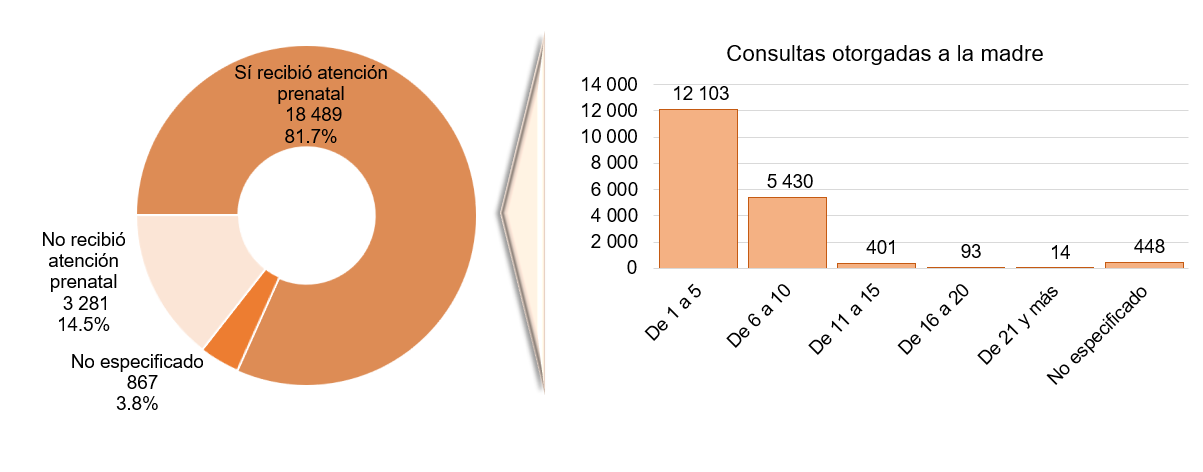 Sí recibió atención
prenatal
18 489
81.7%
No recibió
atención
prenatal
3 281
14.5%
No especificado
867
3.8%
Consultas otorgadas a la madre
14 000
12 000
10 000
8 000
6 000
4 000
2 000
0
12 103
5 430
401
93
14
448
De 1 a 5
De 6 a 10
De 11 a 15
De 16 a 20
De 21 y más
No especificado